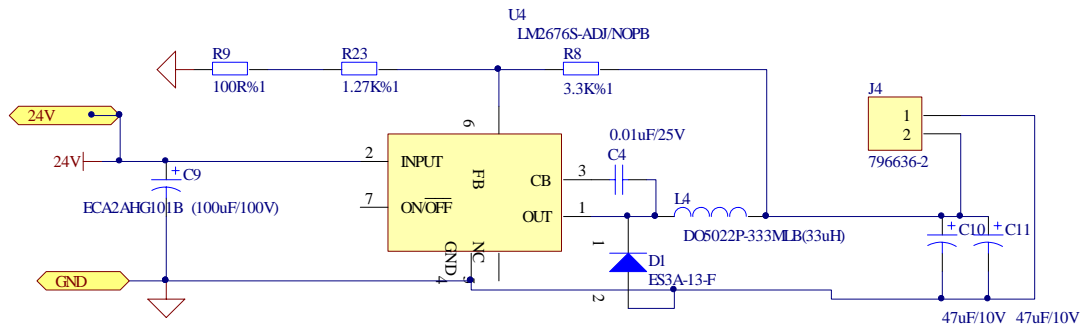 U4
LM2676S-ADJ/NOPB
R9
R23
R8
100R%1
1.27K%1
3.3K%1
J4
24V
1
2
6
0.01uF/25V
796636-2
24V
2
INPUT
FB
CB
3
C4
C9
7
ON/OFF
OUT
1
L4
ECA2AHG101B (100uF/100V)
DO5022P-333MLB(33uH)
C10
C11
GND
NC
1
D1
ES3A-13-F
GND
4
2
47uF/10V
47uF/10V